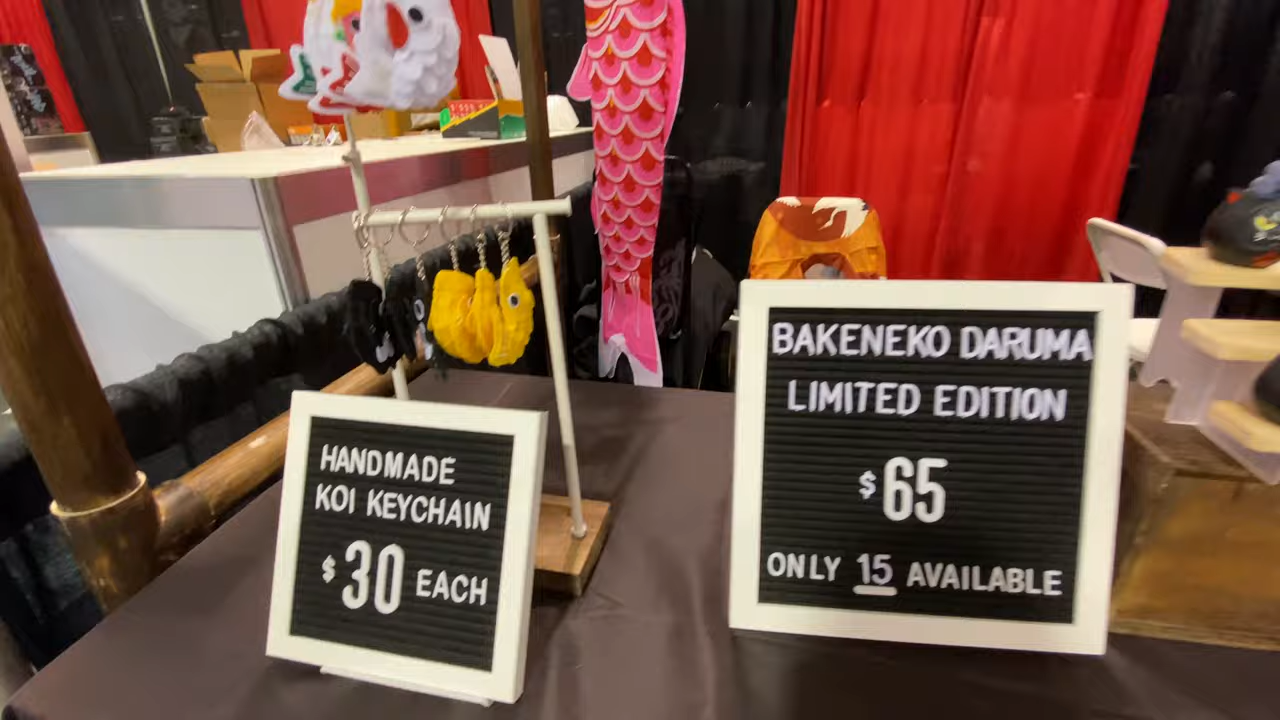 HANDMADE
KOI KEYCHAIN
$30 EACH
BAKENEKO DARUMA
LIMITED EDITION
$65
ONLY 15 AVAILABLE